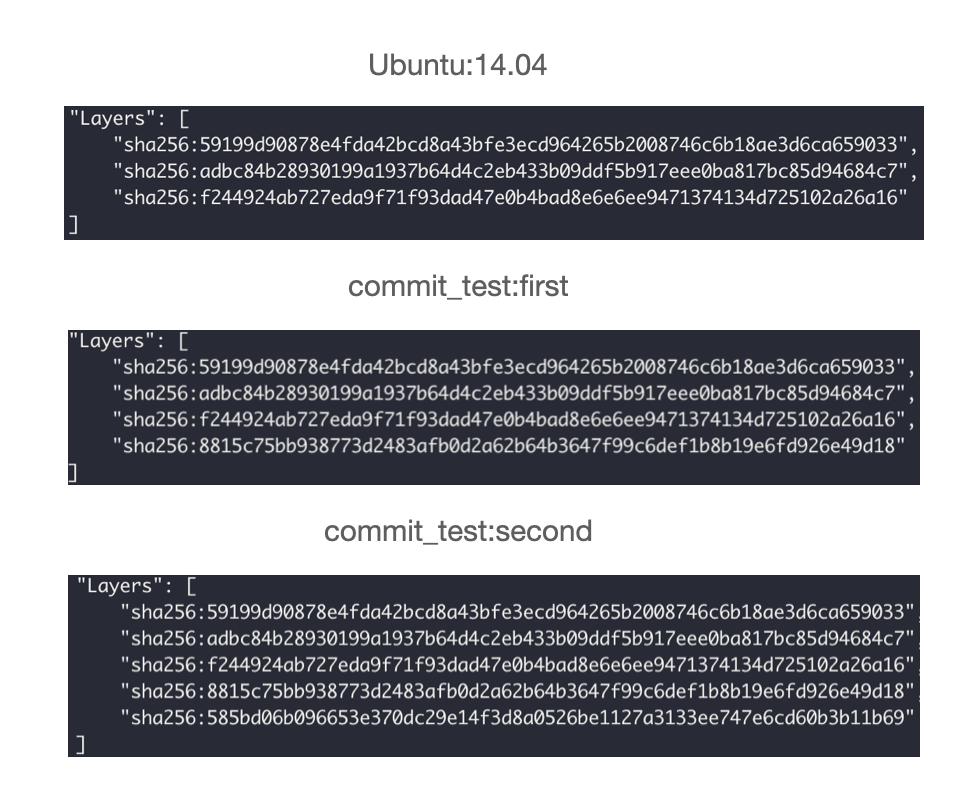 Ubuntu:14.04
"Layers": [
"sha256:59199d90878e4fda42bcd8a43bfe3ecd964265b2008746c6b18ae3d6ca659033",
"sha256:adbc84b28930199a1937b64d4c2eb433b09ddf5b917eee0ba817bc85d94684c7",
"sha256:f244924ab727eda9f71f93dad47e0b4bad8e6e6ee9471374134d725102a26a16"
]
commit_test:first
"Layers": [
"sha256:59199d90878e4fda42bcd8a43bfe3ecd964265b2008746c6b18ae3d6ca659033",
"sha256:adbc84b28930199a1937b64d4c2eb433b09ddf5b917eee0ba817bc85d94684c7",
"sha256:f244924ab727eda9f71f93dad47e0b4bad8e6e6ee9471374134d725102a26a16",
"sha256:8815c75bb938773d2483afb0d2a62b64b3647f99c6def1b8b19e6fd926e49d18"
]
commit_test:second
"Layers": [
"sha256:59199d90878e4fda42bcd8a43bfe3ecd964265b2008746c6b18ae3d6ca659033",
"sha256:adbc84b28930199a1937b64d4c2eb433b09ddf5b917eee0ba817bc85d94684c7",
"sha256:f244924ab727eda9f71f93dad47e0b4bad8e6e6ee9471374134d725102a26a16",
"sha256:8815c75bb938773d2483afb0d2a62b64b3647f99c6def1b8b19e6fd926e49d18",
"sha256:585bd06b096653e370dc29e14f3d8a0526be1127a3133ee747e6cd60b3b11b69"
]